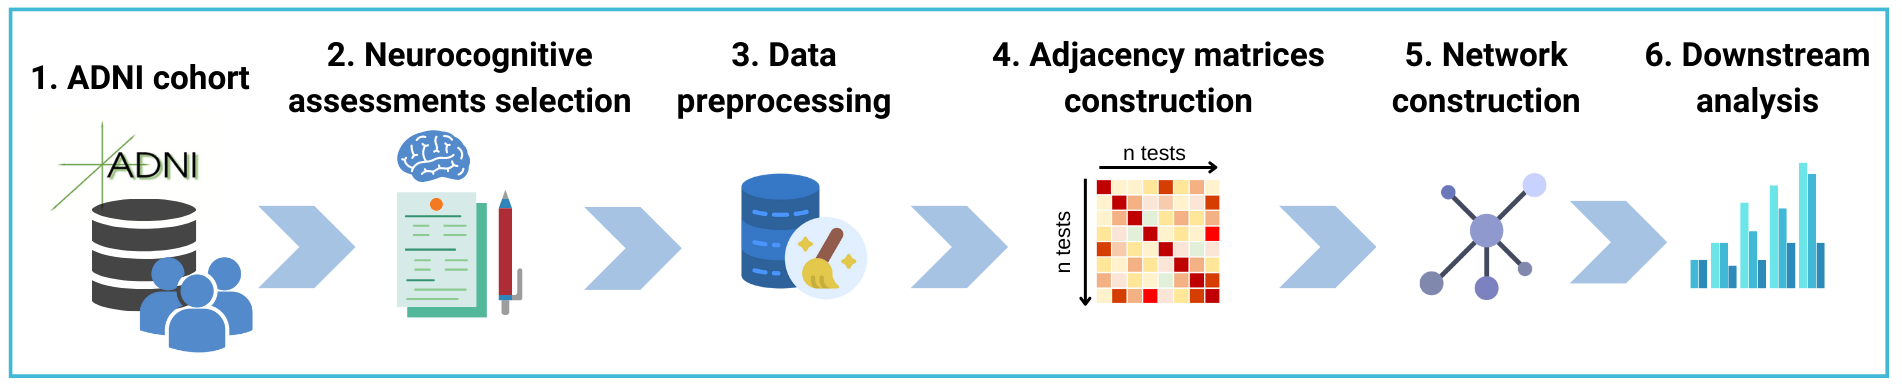 1. ADNI cohort
2. Neurocognitive
assessments selection
3. Data
preprocessing
4. Adjacency matrices
construction
5. Network
construction
6. Downstream
analysis
ADNI
n tests
n tests